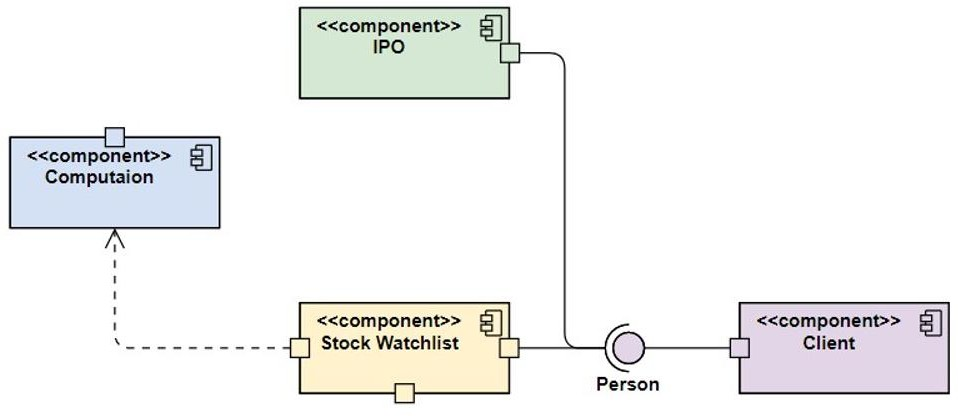 <<component>>
IPO
<<component>>
Computaion
<<component>>
Stock Watchlist
<<component>>
Client
Person